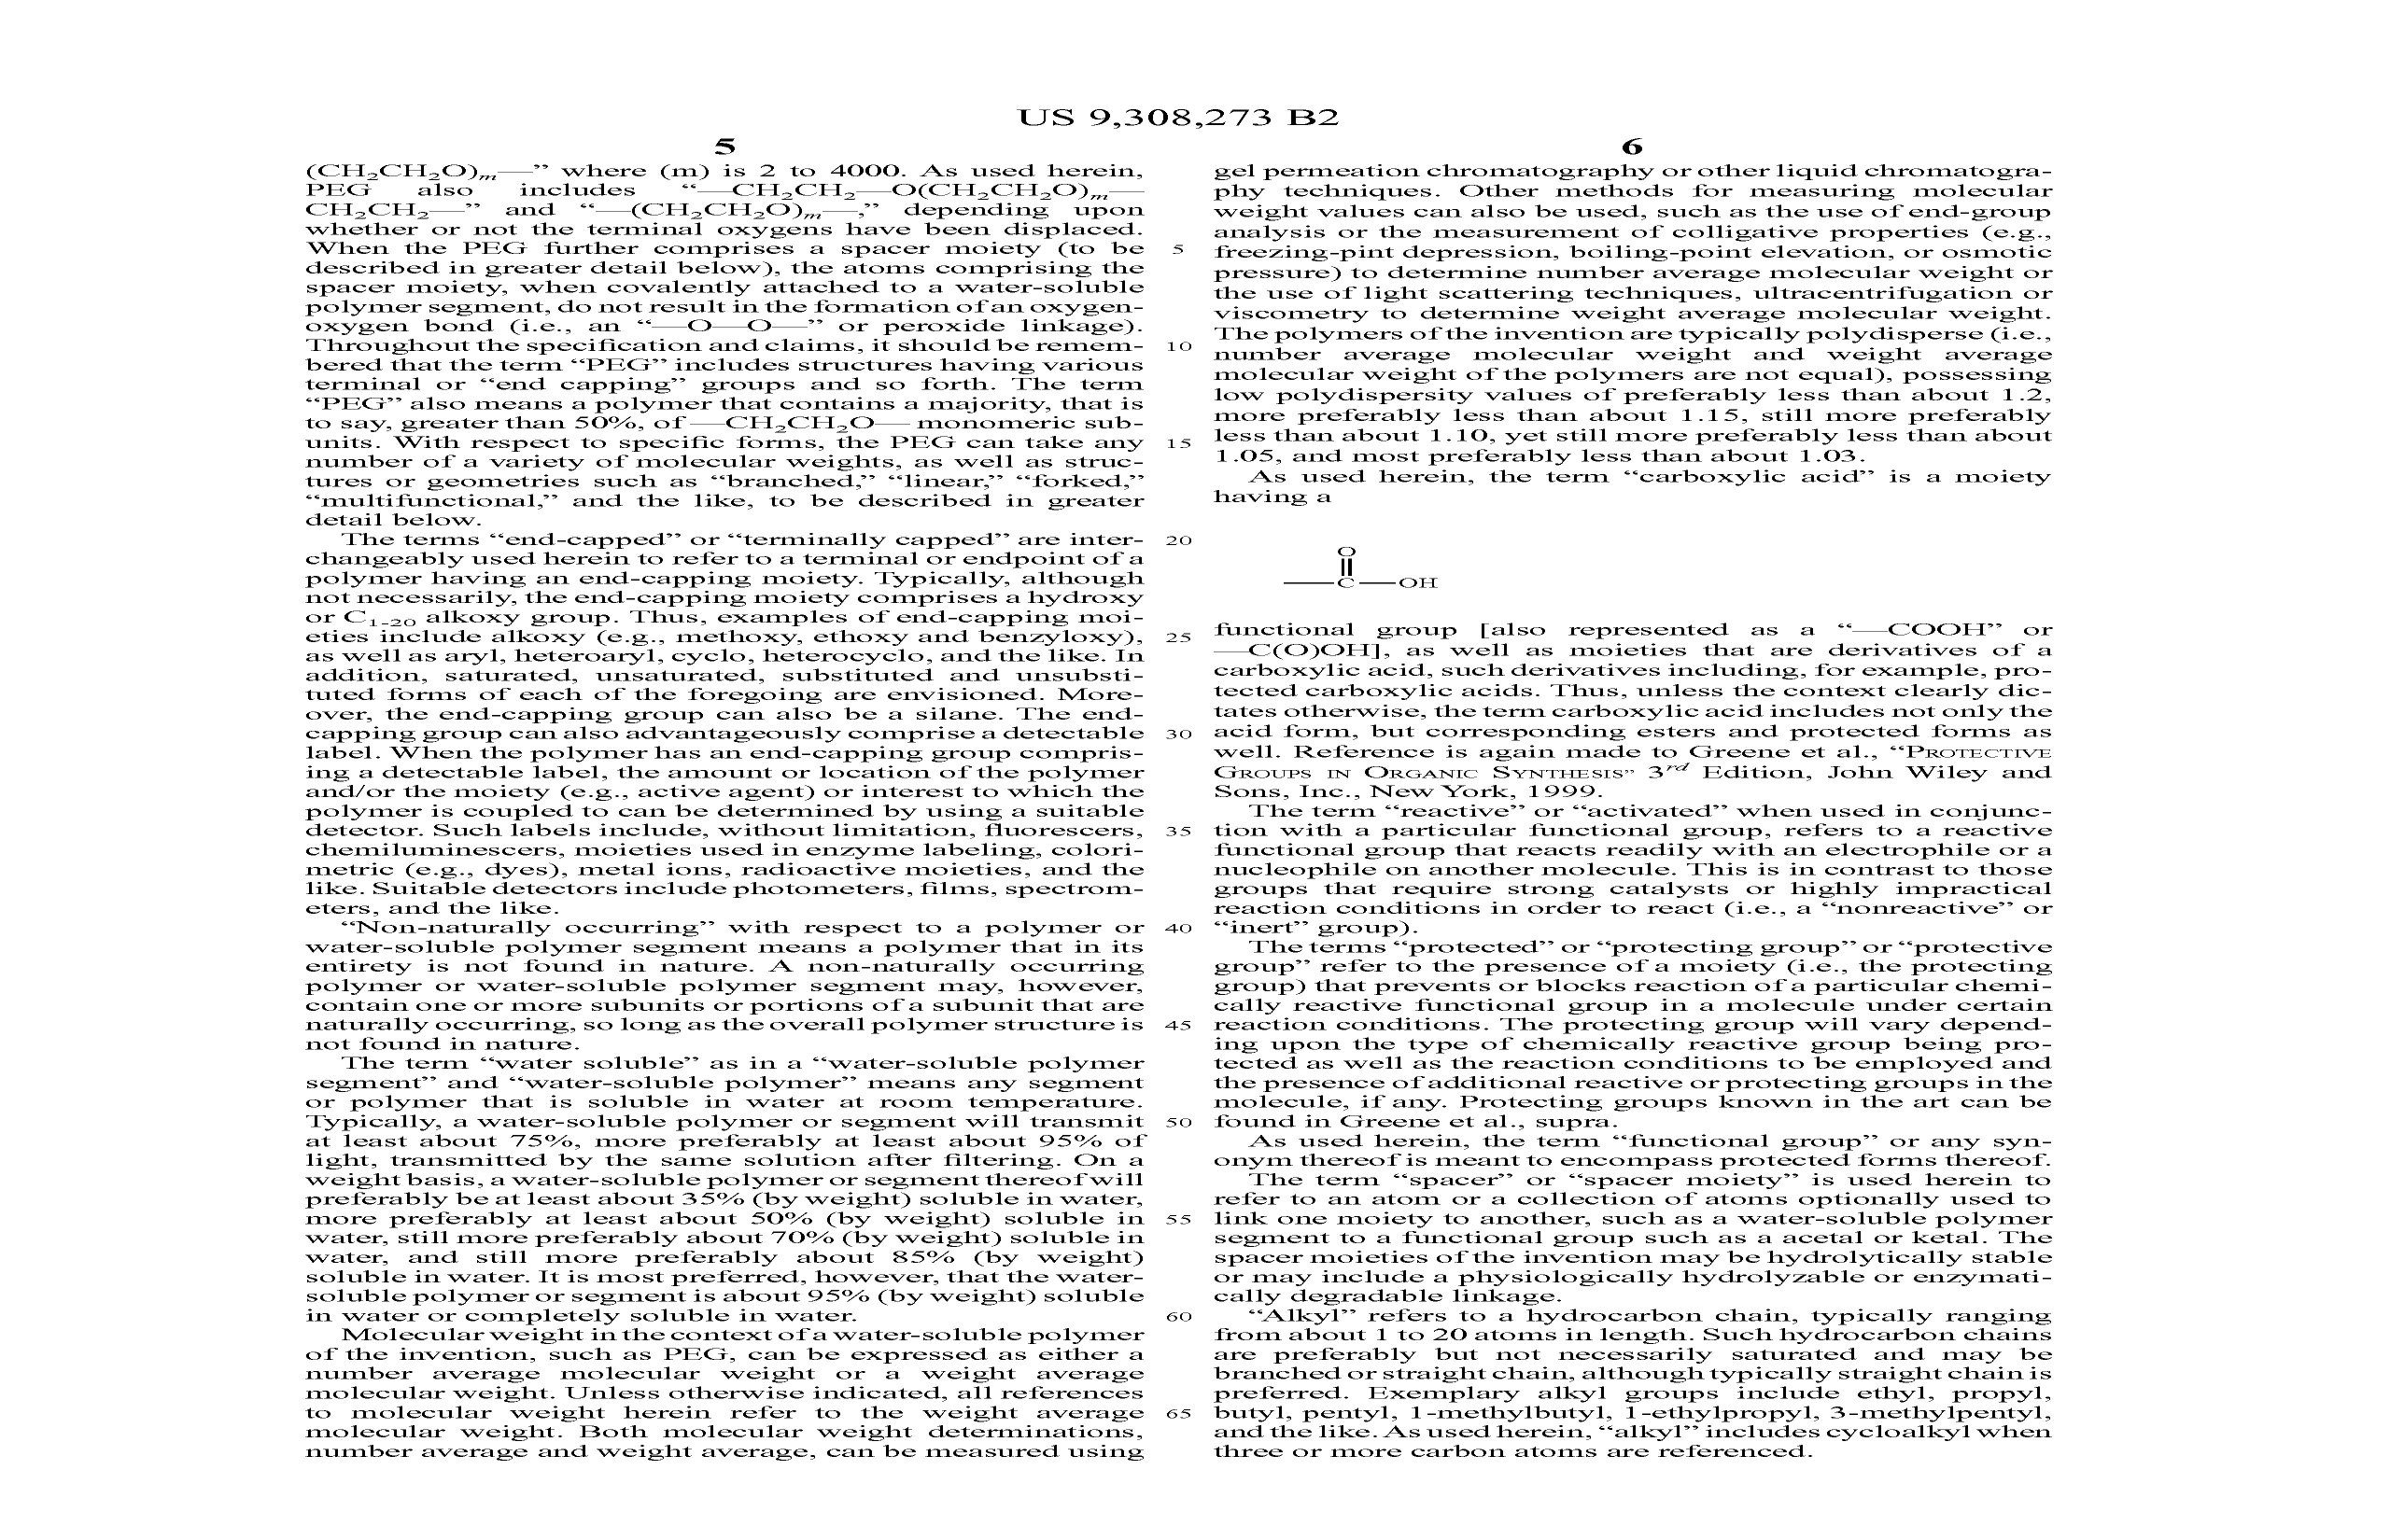 US 9,308,273 B2
5
(CH₂CH₂O)ₘ—” where (m) is 2 to 4000. As used herein,
PEG also includes “—CH₂CH₂—O(CH₂CH₂O)ₘ—
CH₂CH₂—” and “—(CH₂CH₂O)ₘ—,” depending upon
whether or not the terminal oxygens have been displaced.
When the PEG further comprises a spacer moiety (to be
described in greater detail below), the atoms comprising the
spacer moiety, when covalently attached to a water-soluble
polymer segment, do not result in the formation of an oxygen-
oxygen bond (i.e., an “—O—O—” or peroxide linkage).
Throughout the specification and claims, it should be remem-
bered that the term “PEG” includes structures having various
terminal or “end capping” groups and so forth. The term
“PEG” also means a polymer that contains a majority, that is
to say, greater than 50%, of —CH₂CH₂O— monomeric sub-
units. With respect to specific forms, the PEG can take any
number of a variety of molecular weights, as well as struc-
tures or geometries such as “branched,” “linear,” “forked,”
“multifunctional,” and the like, to be described in greater
detail below.
The terms “end-capped” or “terminally capped” are inter-
changeably used herein to refer to a terminal or endpoint of a
polymer having an end-capping moiety. Typically, although
not necessarily, the end-capping moiety comprises a hydroxy
or C₁₋₂₀ alkoxy group. Thus, examples of end-capping moi-
eties include alkoxy (e.g., methoxy, ethoxy and benzyloxy),
as well as aryl, heteroaryl, cyclo, heterocyclo, and the like. In
addition, saturated, unsaturated, substituted and unsubsti-
tuted forms of each of the foregoing are envisioned. More-
over, the end-capping group can also be a silane. The end-
capping group can also advantageously comprise a detectable
label. When the polymer has an end-capping group compris-
ing a detectable label, the amount or location of the polymer
and/or the moiety (e.g., active agent) or interest to which the
polymer is coupled to can be determined by using a suitable
detector. Such labels include, without limitation, fluorescers,
chemiluminescers, moieties used in enzyme labeling, colori-
metric (e.g., dyes), metal ions, radioactive moieties, and the
like. Suitable detectors include photometers, films, spectrom-
eters, and the like.
“Non-naturally occurring” with respect to a polymer or
water-soluble polymer segment means a polymer that in its
entirety is not found in nature. A non-naturally occurring
polymer or water-soluble polymer segment may, however,
contain one or more subunits or portions of a subunit that are
naturally occurring, so long as the overall polymer structure is
not found in nature.
The term “water soluble” as in a “water-soluble polymer
segment” and “water-soluble polymer” means any segment
or polymer that is soluble in water at room temperature.
Typically, a water-soluble polymer or segment will transmit
at least about 75%, more preferably at least about 95% of
light, transmitted by the same solution after filtering. On a
weight basis, a water-soluble polymer or segment thereof will
preferably be at least about 35% (by weight) soluble in water,
more preferably at least about 50% (by weight) soluble in
water, still more preferably about 70% (by weight) soluble in
water, and still more preferably about 85% (by weight)
soluble in water. It is most preferred, however, that the water-
soluble polymer or segment is about 95% (by weight) soluble
in water or completely soluble in water.
Molecular weight in the context of a water-soluble polymer
of the invention, such as PEG, can be expressed as either a
number average molecular weight or a weight average
molecular weight. Unless otherwise indicated, all references
to molecular weight herein refer to the weight average
molecular weight. Both molecular weight determinations,
number average and weight average, can be measured using
5
10
15
20
25
30
35
40
45
50
55
60
65
6
gel permeation chromatography or other liquid chromatogra-
phy techniques. Other methods for measuring molecular
weight values can also be used, such as the use of end-group
analysis or the measurement of colligative properties (e.g.,
freezing-pint depression, boiling-point elevation, or osmotic
pressure) to determine number average molecular weight or
the use of light scattering techniques, ultracentrifugation or
viscometry to determine weight average molecular weight.
The polymers of the invention are typically polydisperse (i.e.,
number average molecular weight and weight average
molecular weight of the polymers are not equal), possessing
low polydispersity values of preferably less than about 1.2,
more preferably less than about 1.15, still more preferably
less than about 1.10, yet still more preferably less than about
1.05, and most preferably less than about 1.03.
As used herein, the term “carboxylic acid” is a moiety
having a
O
—C—OH
functional group [also represented as a “—COOH” or
—C(O)OH], as well as moieties that are derivatives of a
carboxylic acid, such derivatives including, for example, pro-
tected carboxylic acids. Thus, unless the context clearly dic-
tates otherwise, the term carboxylic acid includes not only the
acid form, but corresponding esters and protected forms as
well. Reference is again made to Greene et al., “PROTECTIVE
GROUPS IN ORGANIC SYNTHESIS” 3rd Edition, John Wiley and
Sons, Inc., New York, 1999.
The term “reactive” or “activated” when used in conjunc-
tion with a particular functional group, refers to a reactive
functional group that reacts readily with an electrophile or a
nucleophile on another molecule. This is in contrast to those
groups that require strong catalysts or highly impractical
reaction conditions in order to react (i.e., a “nonreactive” or
“inert” group).
The terms “protected” or “protecting group” or “protective
group” refer to the presence of a moiety (i.e., the protecting
group) that prevents or blocks reaction of a particular chemi-
cally reactive functional group in a molecule under certain
reaction conditions. The protecting group will vary depend-
ing upon the type of chemically reactive group being pro-
tected as well as the reaction conditions to be employed and
the presence of additional reactive or protecting groups in the
molecule, if any. Protecting groups known in the art can be
found in Greene et al., supra.
As used herein, the term “functional group” or any syn-
onym thereof is meant to encompass protected forms thereof.
The term “spacer” or “spacer moiety” is used herein to
refer to an atom or a collection of atoms optionally used to
link one moiety to another, such as a water-soluble polymer
segment to a functional group such as a acetal or ketal. The
spacer moieties of the invention may be hydrolytically stable
or may include a physiologically hydrolyzable or enzymati-
cally degradable linkage.
“Alkyl” refers to a hydrocarbon chain, typically ranging
from about 1 to 20 atoms in length. Such hydrocarbon chains
are preferably but not necessarily saturated and may be
branched or straight chain, although typically straight chain is
preferred. Exemplary alkyl groups include ethyl, propyl,
butyl, pentyl, 1-methylbutyl, 1-ethylpropyl, 3-methylpentyl,
and the like. As used herein, “alkyl” includes cycloalkyl when
three or more carbon atoms are referenced.